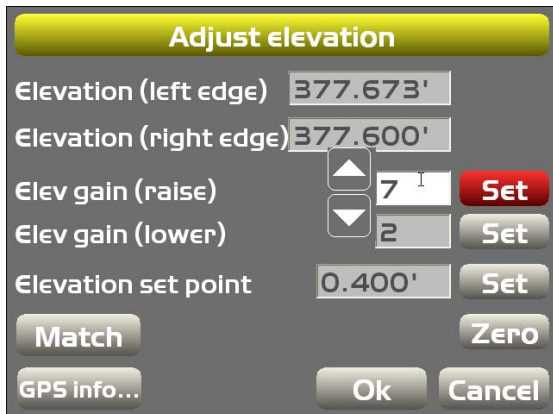 Adjust elevation
Elevation (left edge) 377.673'
Elevation (right edge) 377.600'
Elev gain (raise) 7 Set
Elev gain (lower) 2 Set
Elevation set point 0.400' Set
Match Zero
GPS info... Ok Cancel